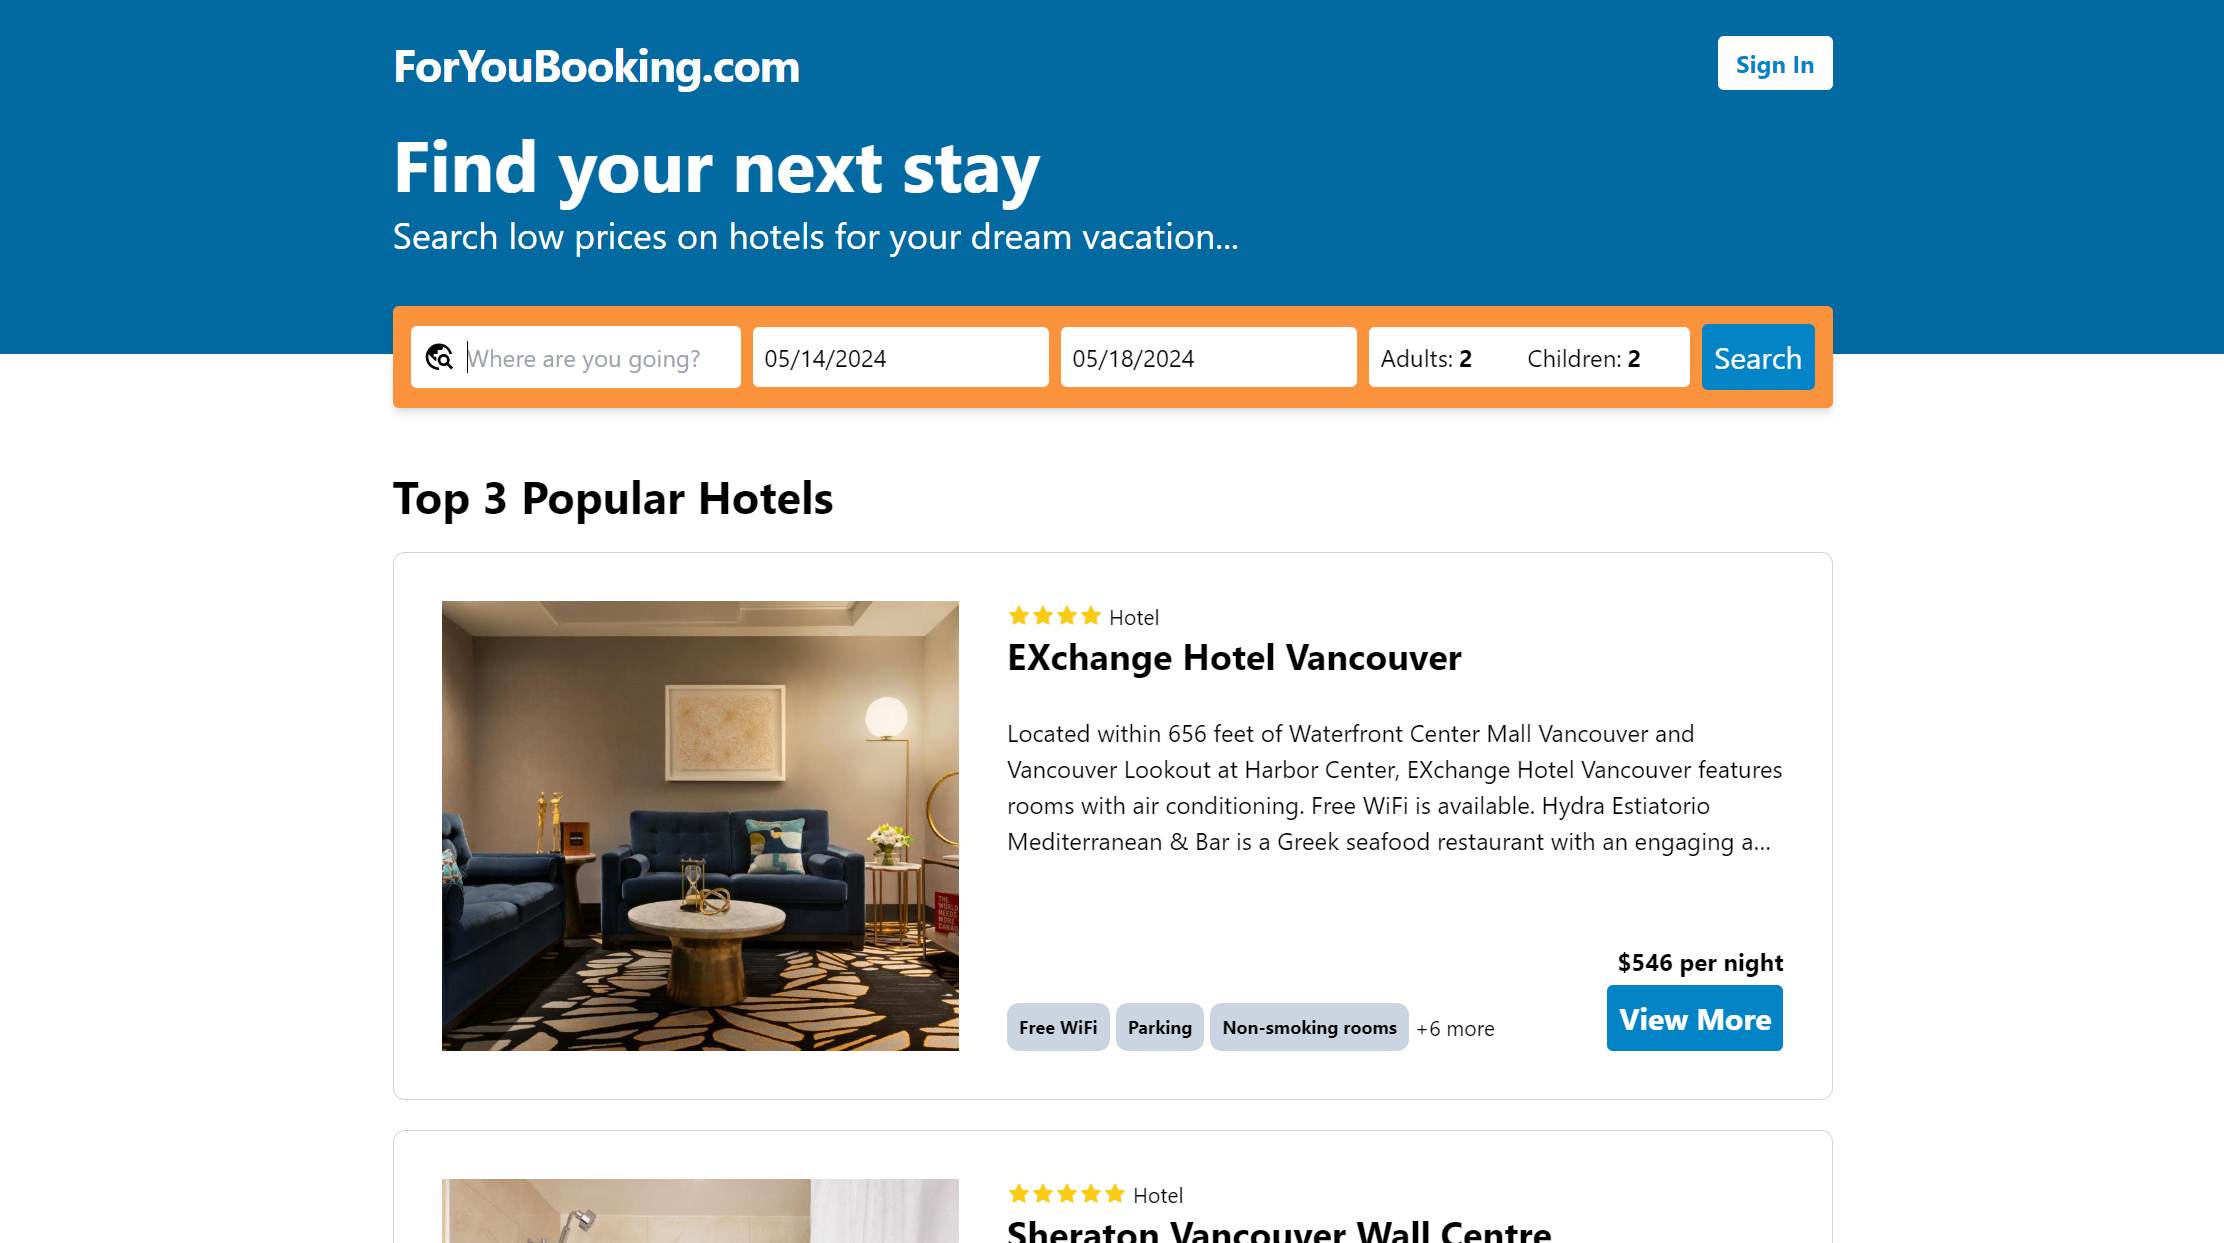 ForYouBooking.com
Sign In
Find your next stay
Search low prices on hotels for your dream vacation...
Where are you going?
05/14/2024
05/18/2024
Adults: 2
Children: 2
Search
Top 3 Popular Hotels
Hotel
EXchange Hotel Vancouver
Located within 656 feet of Waterfront Center Mall Vancouver and
Vancouver Lookout at Harbor Center, EXchange Hotel Vancouver features
rooms with air conditioning. Free WiFi is available. Hydra Estiatorio
Mediterranean & Bar is a Greek seafood restaurant with an engaging a...
THE
WORLD
NEEDS
MORE
CANADA
$546 per night
Free WiFi
Parking
Non-smoking rooms
+6 more
View More
Hotel
Sheraton Vancouver Wall Centre